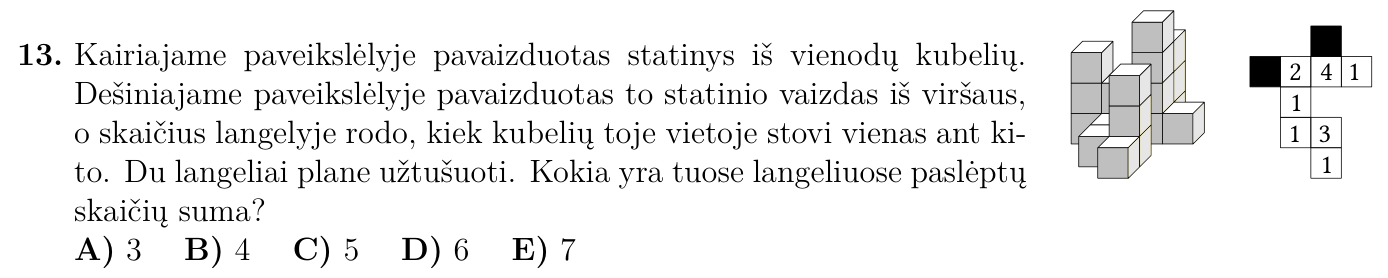 13. Kairiajame paveikslėlyje pavaizduotas statinys iš vienodų kubelių.
Dešiniajame paveikslėlyje pavaizduotas to statinio vaizdas iš viršaus,
o skaičius langelyje rodo, kiek kubelių toje vietoje stovi vienas ant ki-
to. Du langeliai plane užtušuoti. Kokia yra tuose langeliuose paslėptų
skaičių suma?
A) 3 B) 4 C) 5 D) 6 E) 7
2 4 1
1
1 3
1